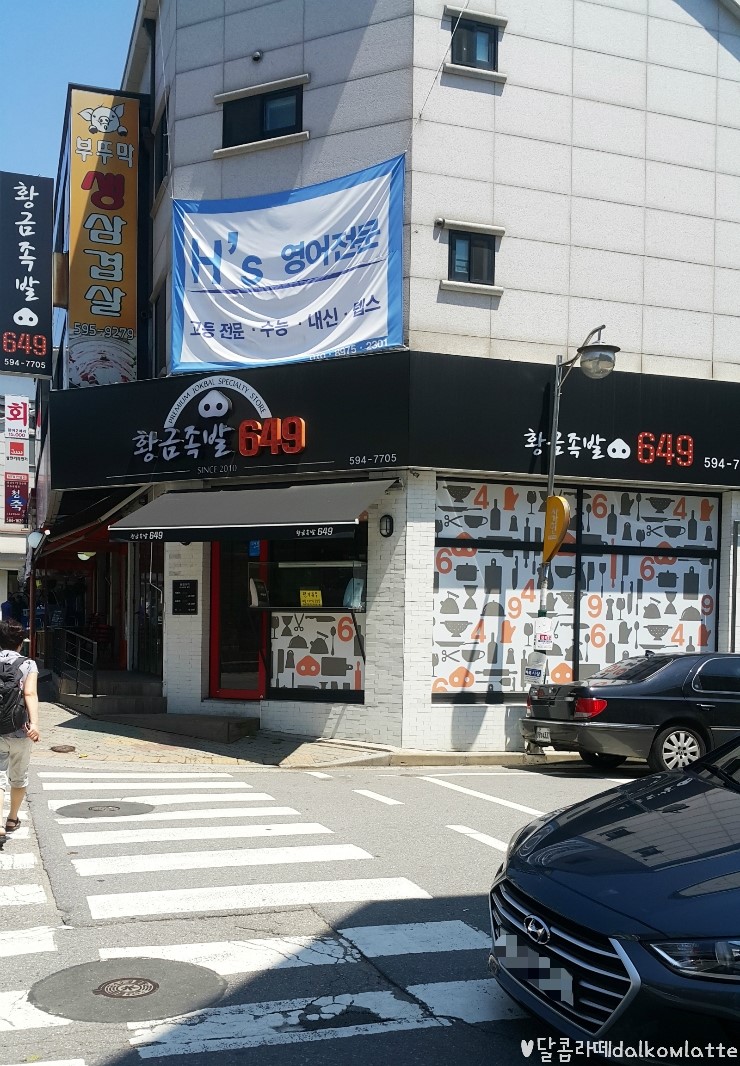 부뚜막
생삼겹살
595-9279
황금족발
649
594-7705
H's 영어전문
고등 전문 · 수능 · 내신 · 텝스
PREMIUM JOKBAL SPECIALTY STORE
황금족발 649
SINCE 2010
594-7705
황금족발 649
594-770
황금족발 649
황금족발 649
회
♥달콤라떼dalkomlatte